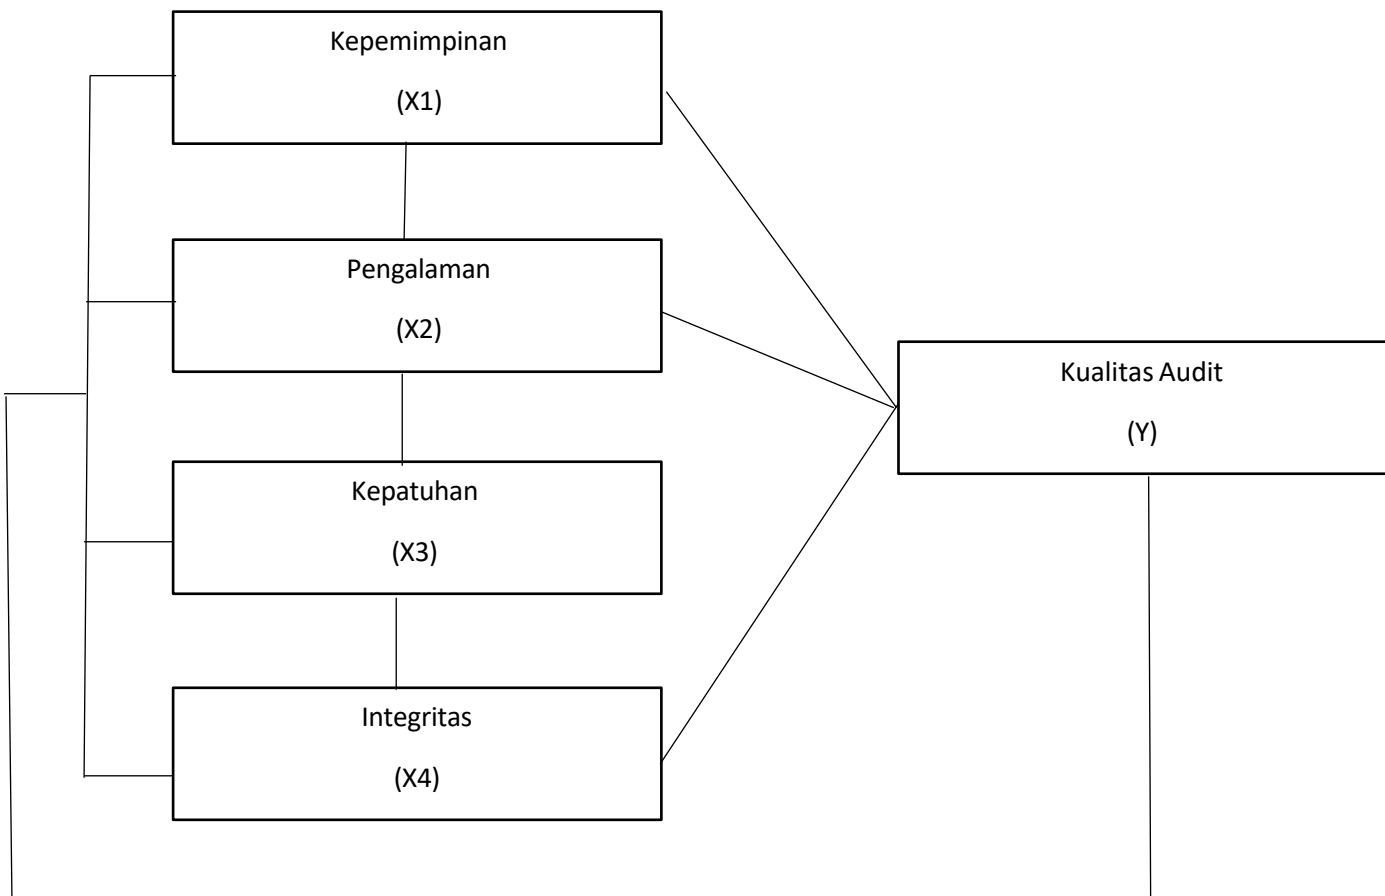 Kepemimpinan
(X1)
Pengalaman
(X2)
Kualitas Audit
(Y)
Kepatuhan
(X3)
Integritas
(X4)